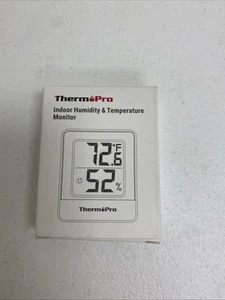 ThermoPro
Indoor Humidity & Temperature
Monitor
72.6°F
52%
ThermoPro